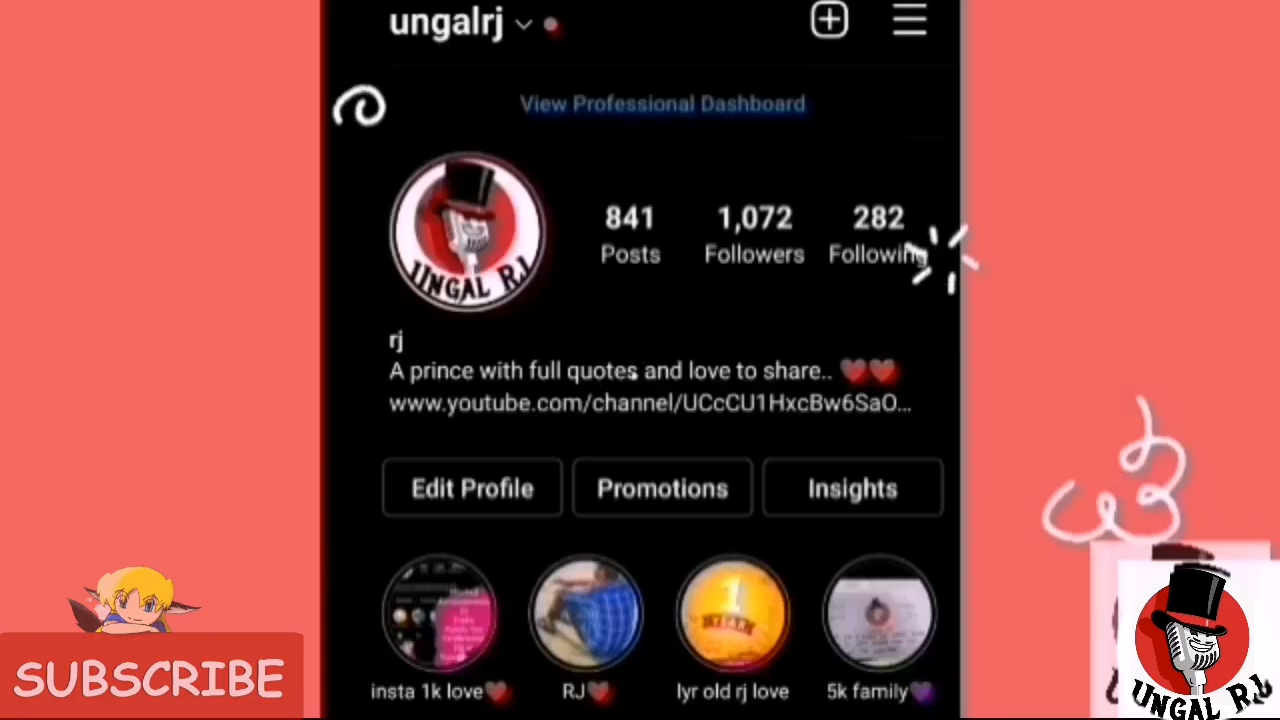 ungalrj
View Professional Dashboard
841 1,072 282
Posts Followers Following
UNGAL RJ
rj
A prince with full quotes and love to share.. ❤️❤️
www.youtube.com/channel/UCcCU1HxcBw6SaO...
Edit Profile Promotions Insights
insta 1k love❤️ RJ❤️ lyr old rj love 5k family💜
SUBSCRIBE
UNGAL RJ